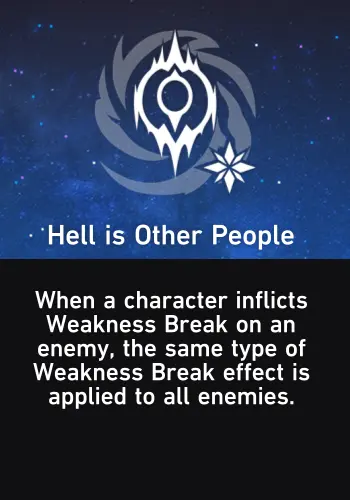 Hell is Other People
When a character inflicts
Weakness Break on an
enemy, the same type of
Weakness Break effect is
applied to all enemies.